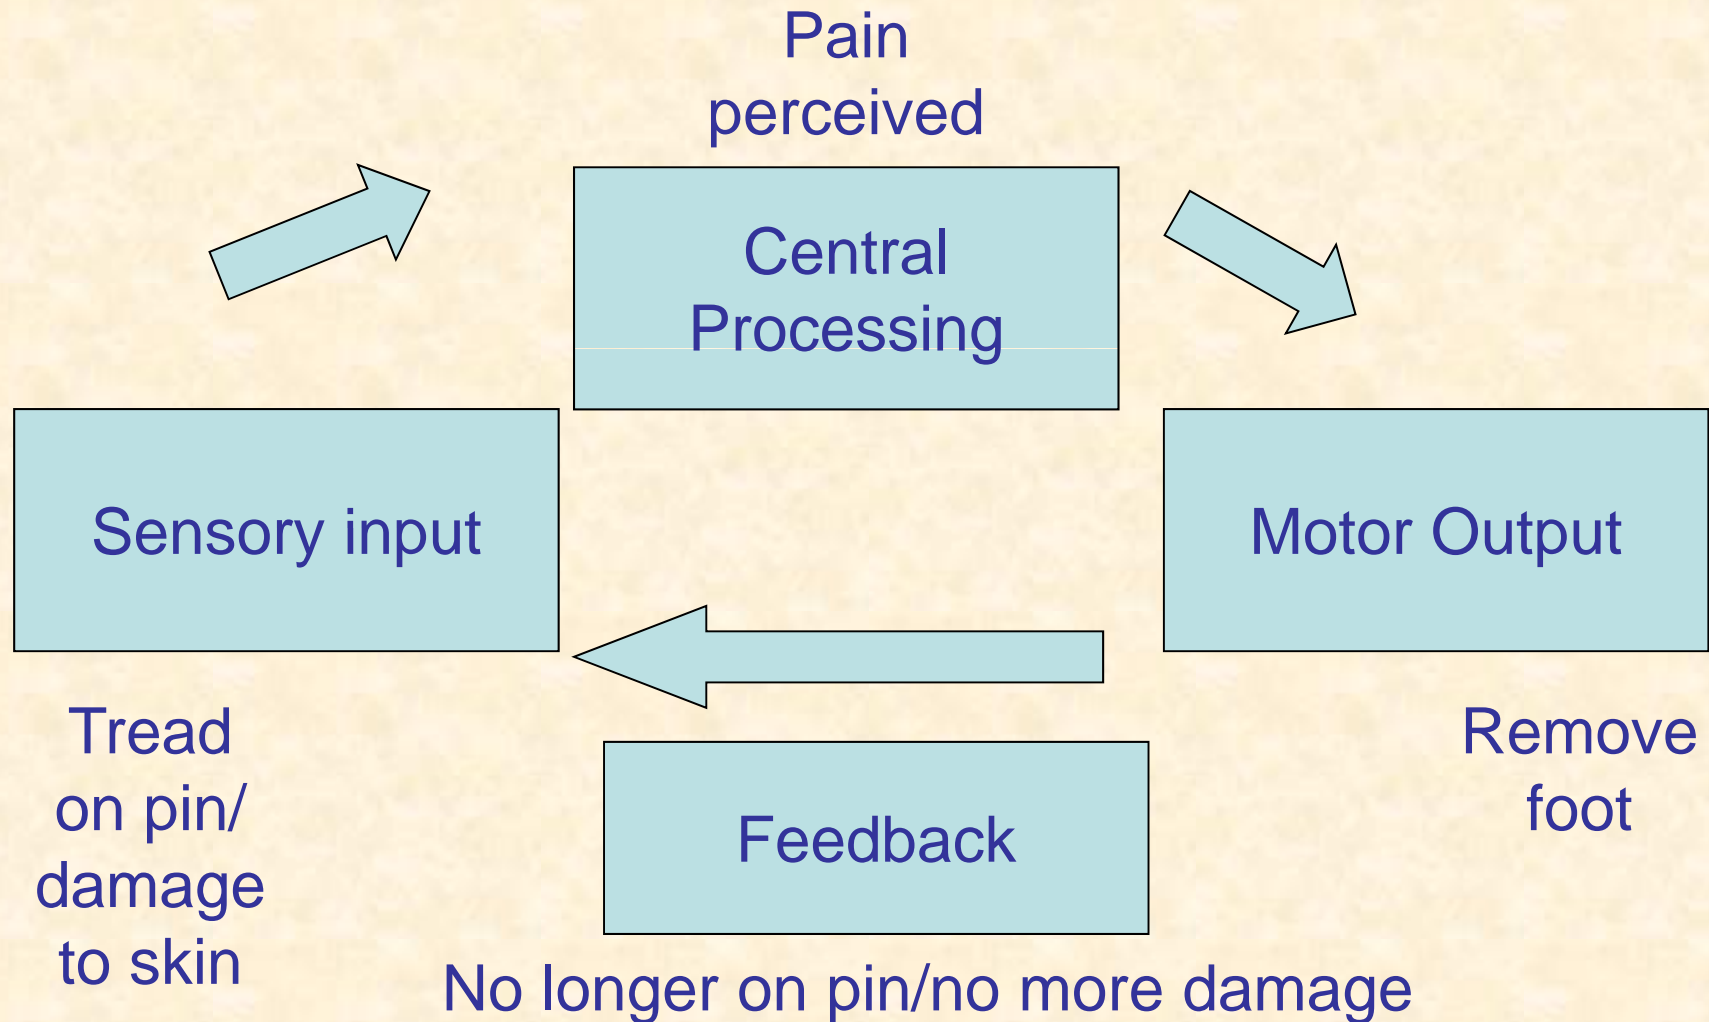 Pain
perceived
Central
Processing
Sensory input
Motor Output
Tread
on pin/
damage
to skin
Remove
foot
Feedback
No longer on pin/no more damage